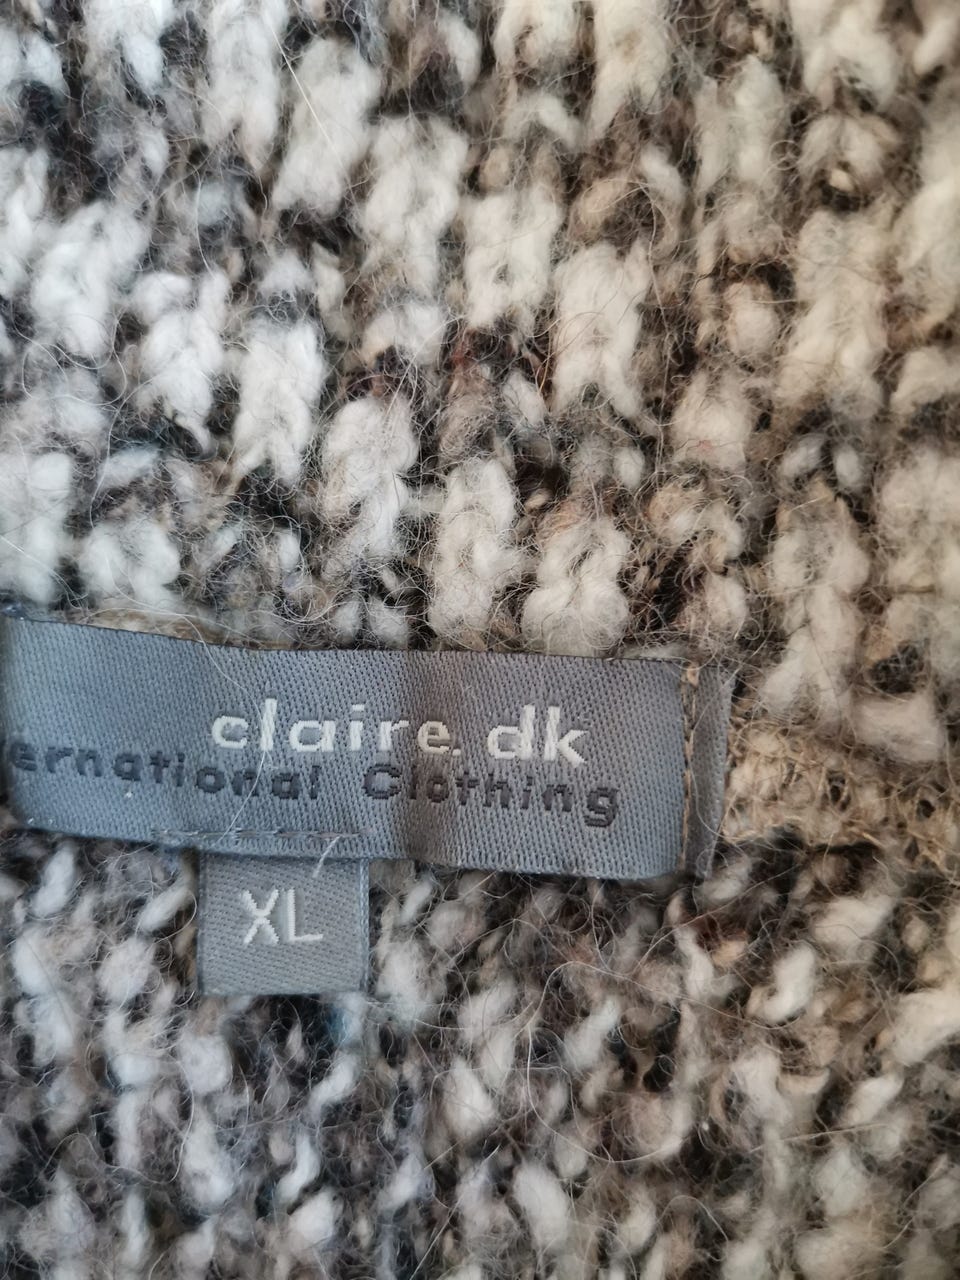 claire.dk
ernational Clothing
XL